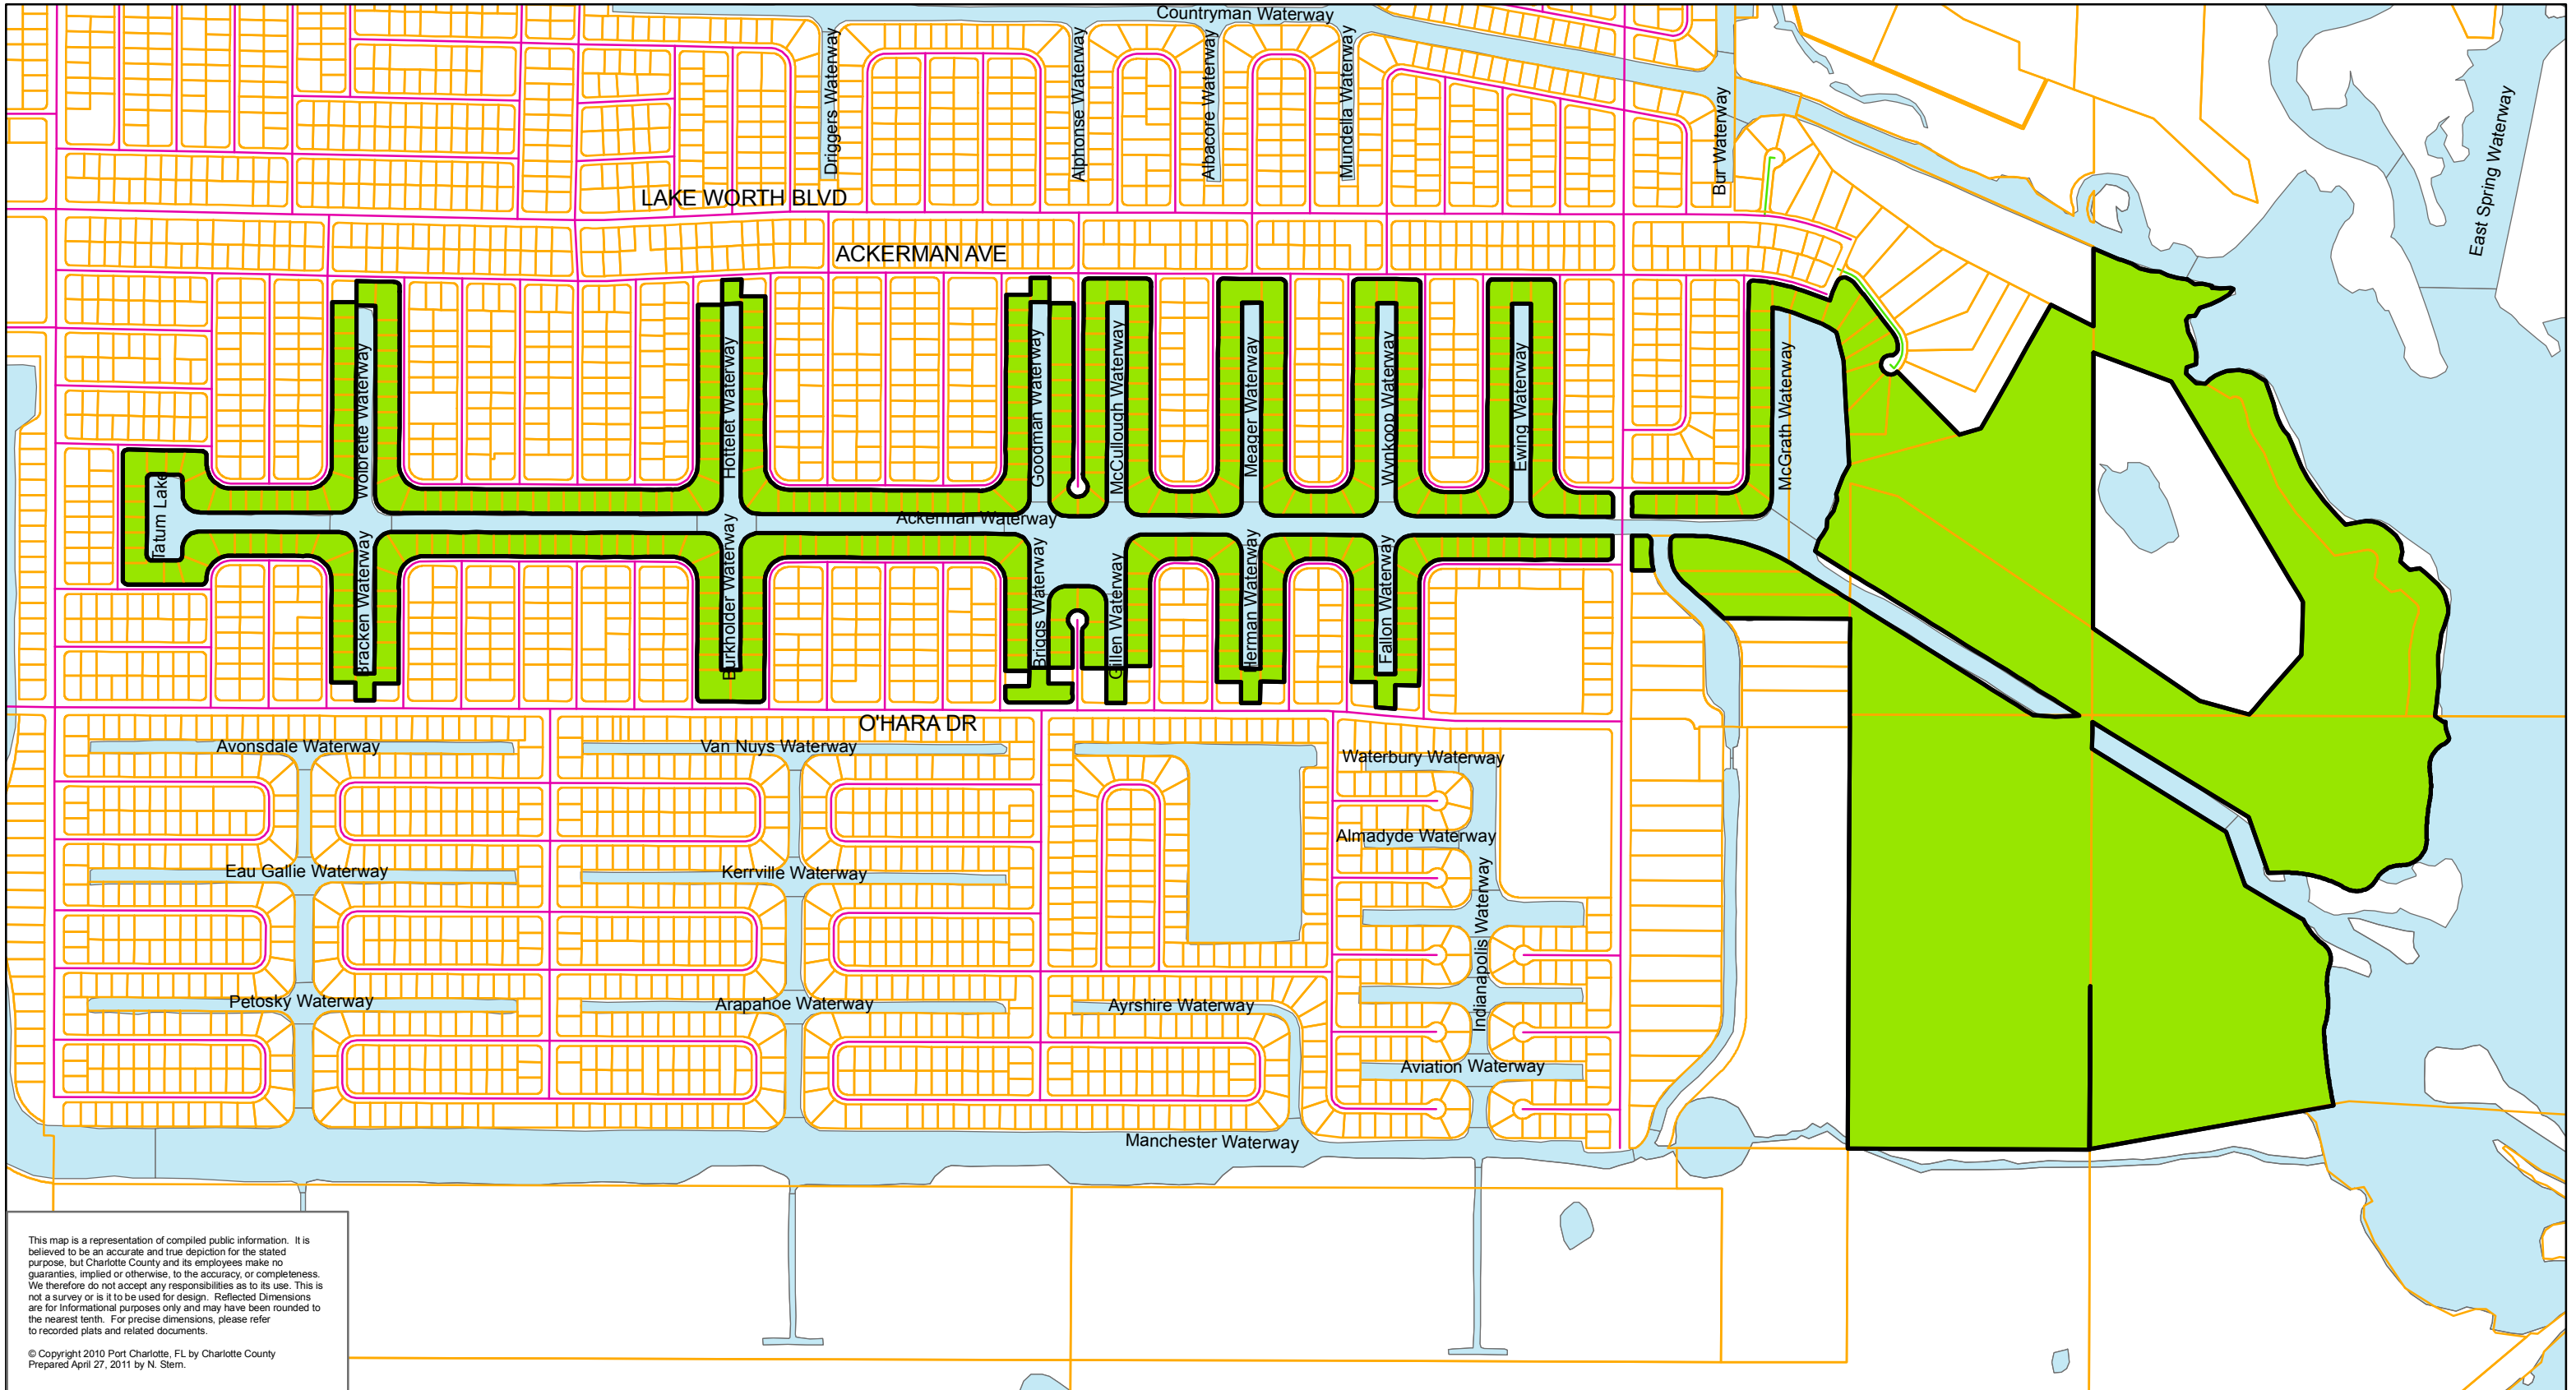 Countryman Waterway
Driggers Waterway
Alphonse Waterway
Albacore Waterway
Mundella Waterway
Bur Waterway
East Spring Waterway
LAKE WORTH BLVD
ACKERMAN AVE
Wolbrette Waterway
Hottelet Waterway
Goodman Waterway
McCullough Waterway
Meager Waterway
Wynkoop Waterway
Ewing Waterway
McGrath Waterway
Tatum Lake
Ackerman Waterway
Bracken Waterway
Burkholder Waterway
Briggs Waterway
Gillen Waterway
Herman Waterway
Fallon Waterway
O'HARA DR
Avonsdale Waterway
Van Nuys Waterway
Waterbury Waterway
Almadyde Waterway
Eau Gallie Waterway
Kerrville Waterway
Indianapolis Waterway
Petosky Waterway
Arapahoe Waterway
Ayrshire Waterway
Aviation Waterway
Manchester Waterway
This map is a representation of compiled public information. It is
believed to be an accurate and true depiction for the stated
purpose, but Charlotte County and its employees make no
guaranties, implied or otherwise, to the accuracy, or completeness.
We therefore do not accept any responsibilities as to its use. This is
not a survey or is it to be used for design. Reflected Dimensions
are for Informational purposes only and may have been rounded to
the nearest tenth. For precise dimensions, please refer
to recorded plats and related documents.
© Copyright 2010 Port Charlotte, FL by Charlotte County
Prepared April 27, 2011 by N. Stern.